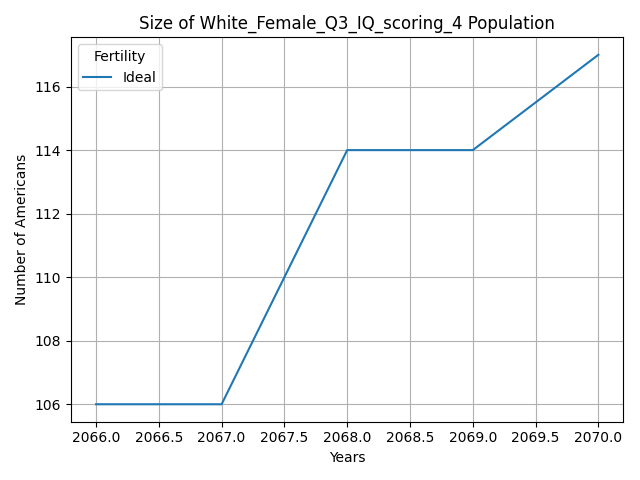 Size of White_Female_Q3_IQ_scoring_4 Population
Fertility
Ideal
Number of Americans
116
114
112
110
108
106
2066.0 2066.5 2067.0 2067.5 2068.0 2068.5 2069.0 2069.5 2070.0
Years